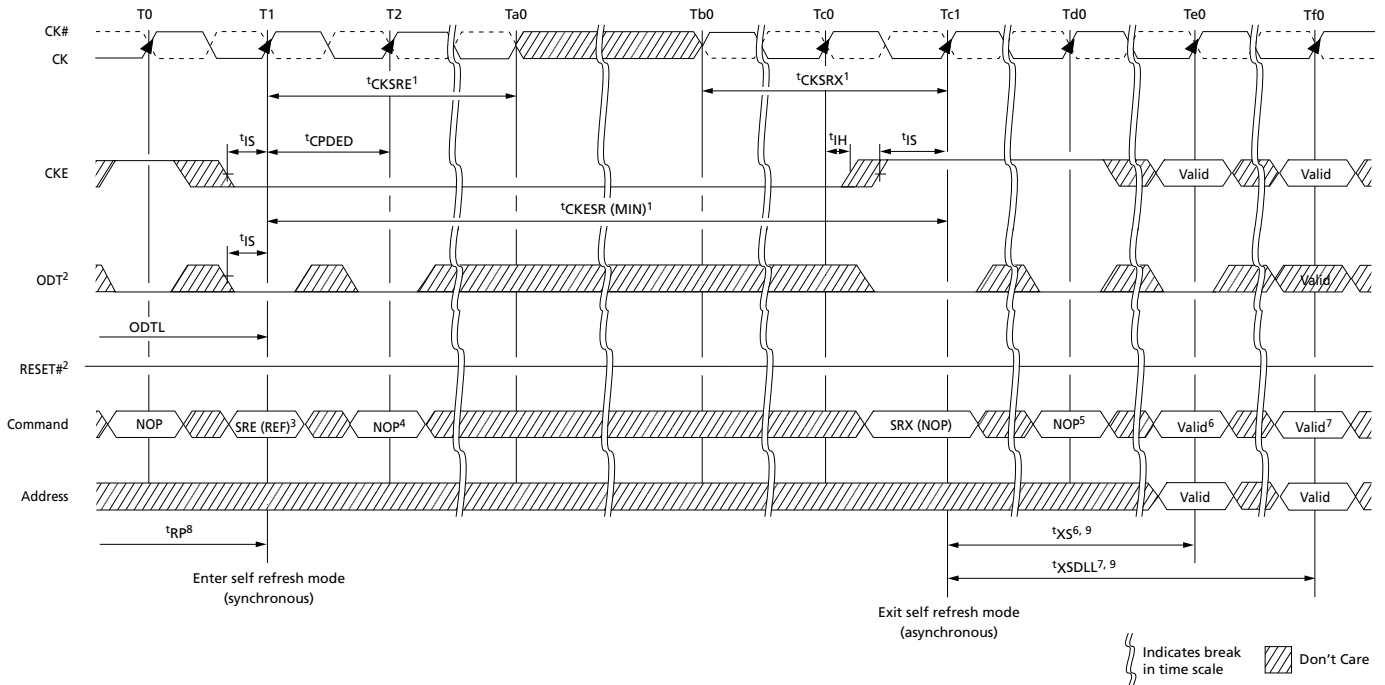 T0 T1 T2 Ta0 Tb0 Tc0 Tc1 Td0 Te0 Tf0
CK#
CK
tCKSRE1 tCKSRX1
tIS tCPDED tIH tIS
CKE Valid Valid
tCKESR (MIN)1
tIS
ODT2 Valid
ODTL
RESET#2
Command NOP SRE (REF)3 NOP4 SRX (NOP) NOP5 Valid6 Valid7
Address Valid Valid
tRP8 tXS6, 9
Enter self refresh mode
(synchronous)
tXSDLL7, 9
Exit self refresh mode
(asynchronous)
Indicates break
in time scale
Don't Care